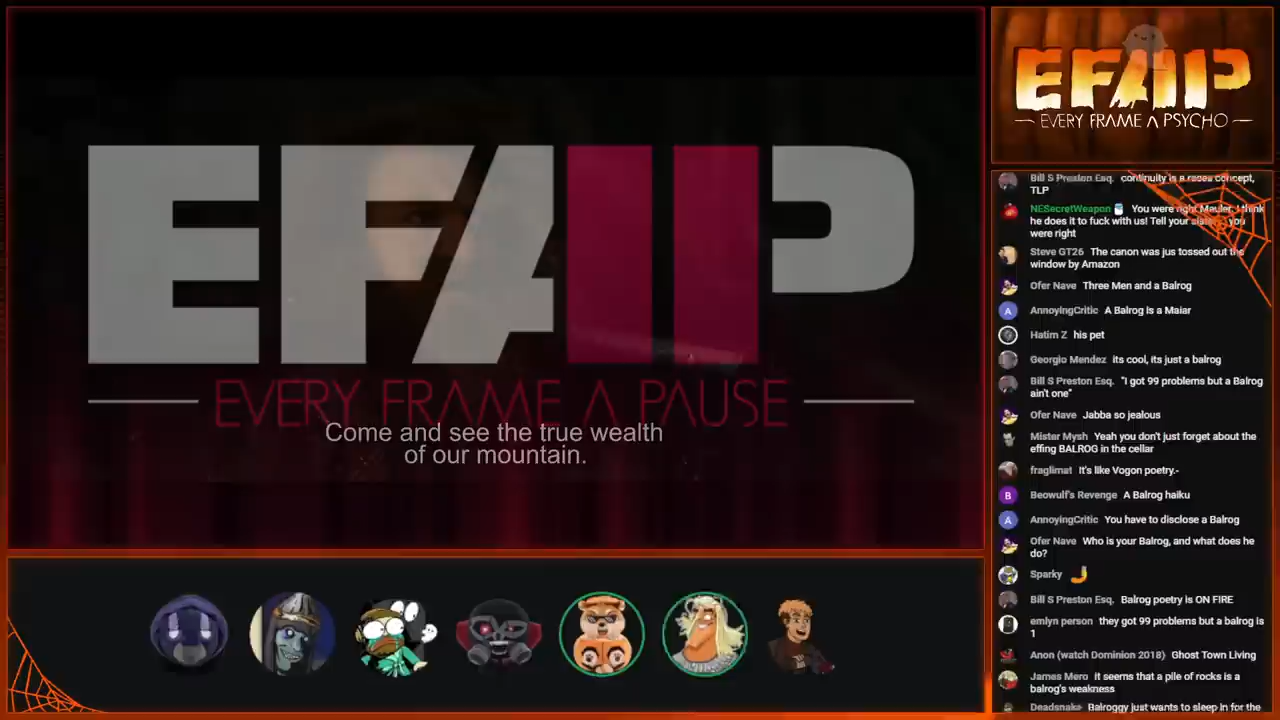 EFAP
EVERY FRAME A PAUSE
Come and see the true wealth
of our mountain.
EFAP
EVERY FRAME A PSYCHO
Bill S Preston Esq. continuity is a racist concept,
TLP
NESecretWeapon You were right Mauler, I think
he does it to fuck with us! Tell your you
were right
Steve GT26 The canon was jus tossed out the
window by Amazon
Ofer Nave Three Men and a Balrog
A AnnoyingCritic A Balrog is a Maiar
Hatim Z his pet
Georgio Mendez its cool, its just a balrog
Bill S Preston Esq. "I got 99 problems but a Balrog
ain't one"
Ofer Nave Jabba so jealous
Mister Mysh Yeah you don't just forget about the
effing BALROG in the cellar
fraglimat It's like Vogon poetry.-
B Beowulf's Revenge A Balrog haiku
A AnnoyingCritic You have to disclose a Balrog
Ofer Nave Who is your Balrog, and what does he
do?
Sparky
Bill S Preston Esq. Balrog poetry is ON FIRE
emlyn person they got 99 problems but a balrog is
1
Anon (watch Dominion 2018) Ghost Town Living
James Mero it seems that a pile of rocks is a
balrog's weakness
Deadsnake Balroggy just wants to sleep in for the